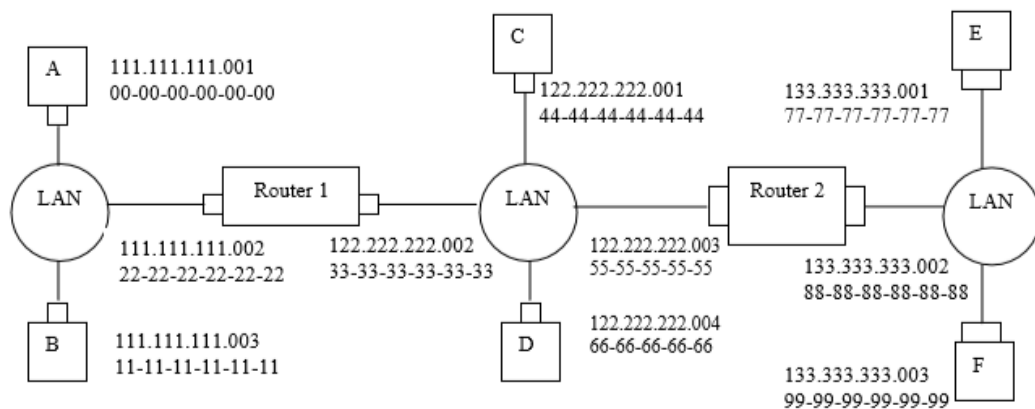 A
111.111.111.001
00-00-00-00-00-00
C
122.222.222.001
44-44-44-44-44-44
E
133.333.333.001
77-77-77-77-77-77
LAN
Router 1
LAN
Router 2
LAN
111.111.111.002
22-22-22-22-22-22
122.222.222.002
33-33-33-33-33-33
122.222.222.003
55-55-55-55-55
133.333.333.002
88-88-88-88-88-88
B
111.111.111.003
11-11-11-11-11-11
D
122.222.222.004
66-66-66-66-66
F
133.333.333.003
99-99-99-99-99-99